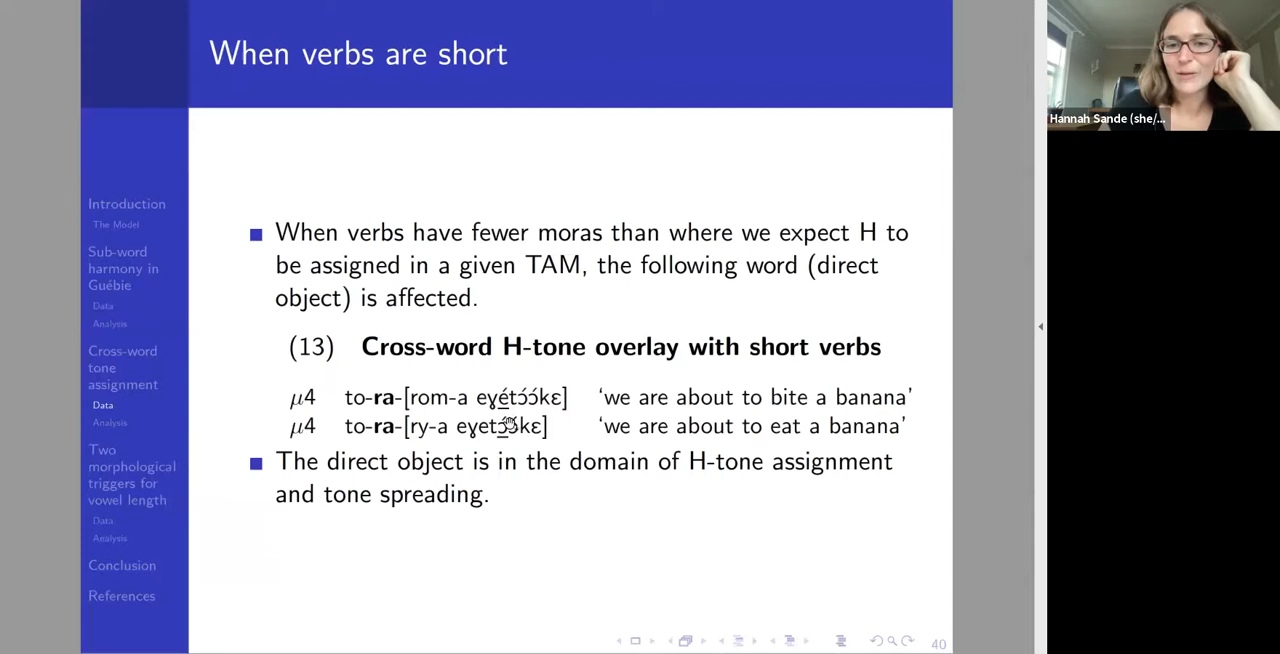 When verbs are short
Introduction
The Model
Sub-word
harmony in
Guébie
Data
Analysis
Cross-word
tone
assignment
Data
Analysis
Two
morphological
triggers for
vowel length
Data
Analysis
Conclusion
References
When verbs have fewer moras than where we expect H to
be assigned in a given TAM, the following word (direct
object) is affected.
(13) Cross-word H-tone overlay with short verbs
μ4 to-ra-[rom-a eɣétɔ́ɔ́kɛ] ‘we are about to bite a banana’
μ4 to-ra-[ry-a eɣetɔ́ɔ́kɛ] ‘we are about to eat a banana’
The direct object is in the domain of H-tone assignment
and tone spreading.
40
Hannah Sande (she/...